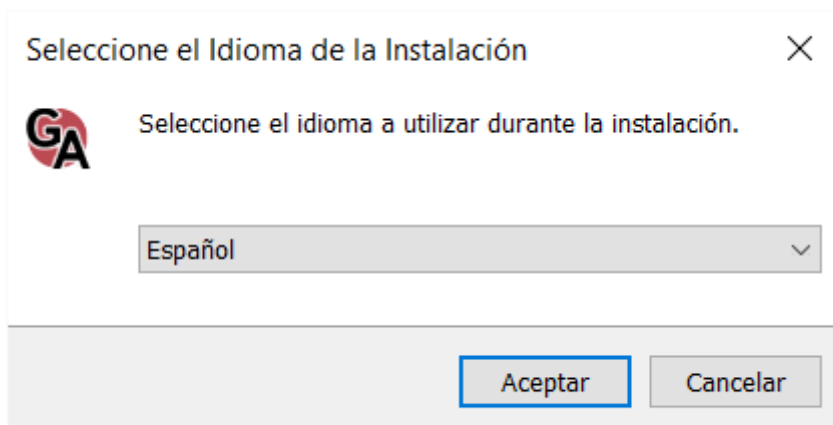 Seleccione el Idioma de la Instalación
GA
Seleccione el idioma a utilizar durante la instalación.
Español
Aceptar
Cancelar